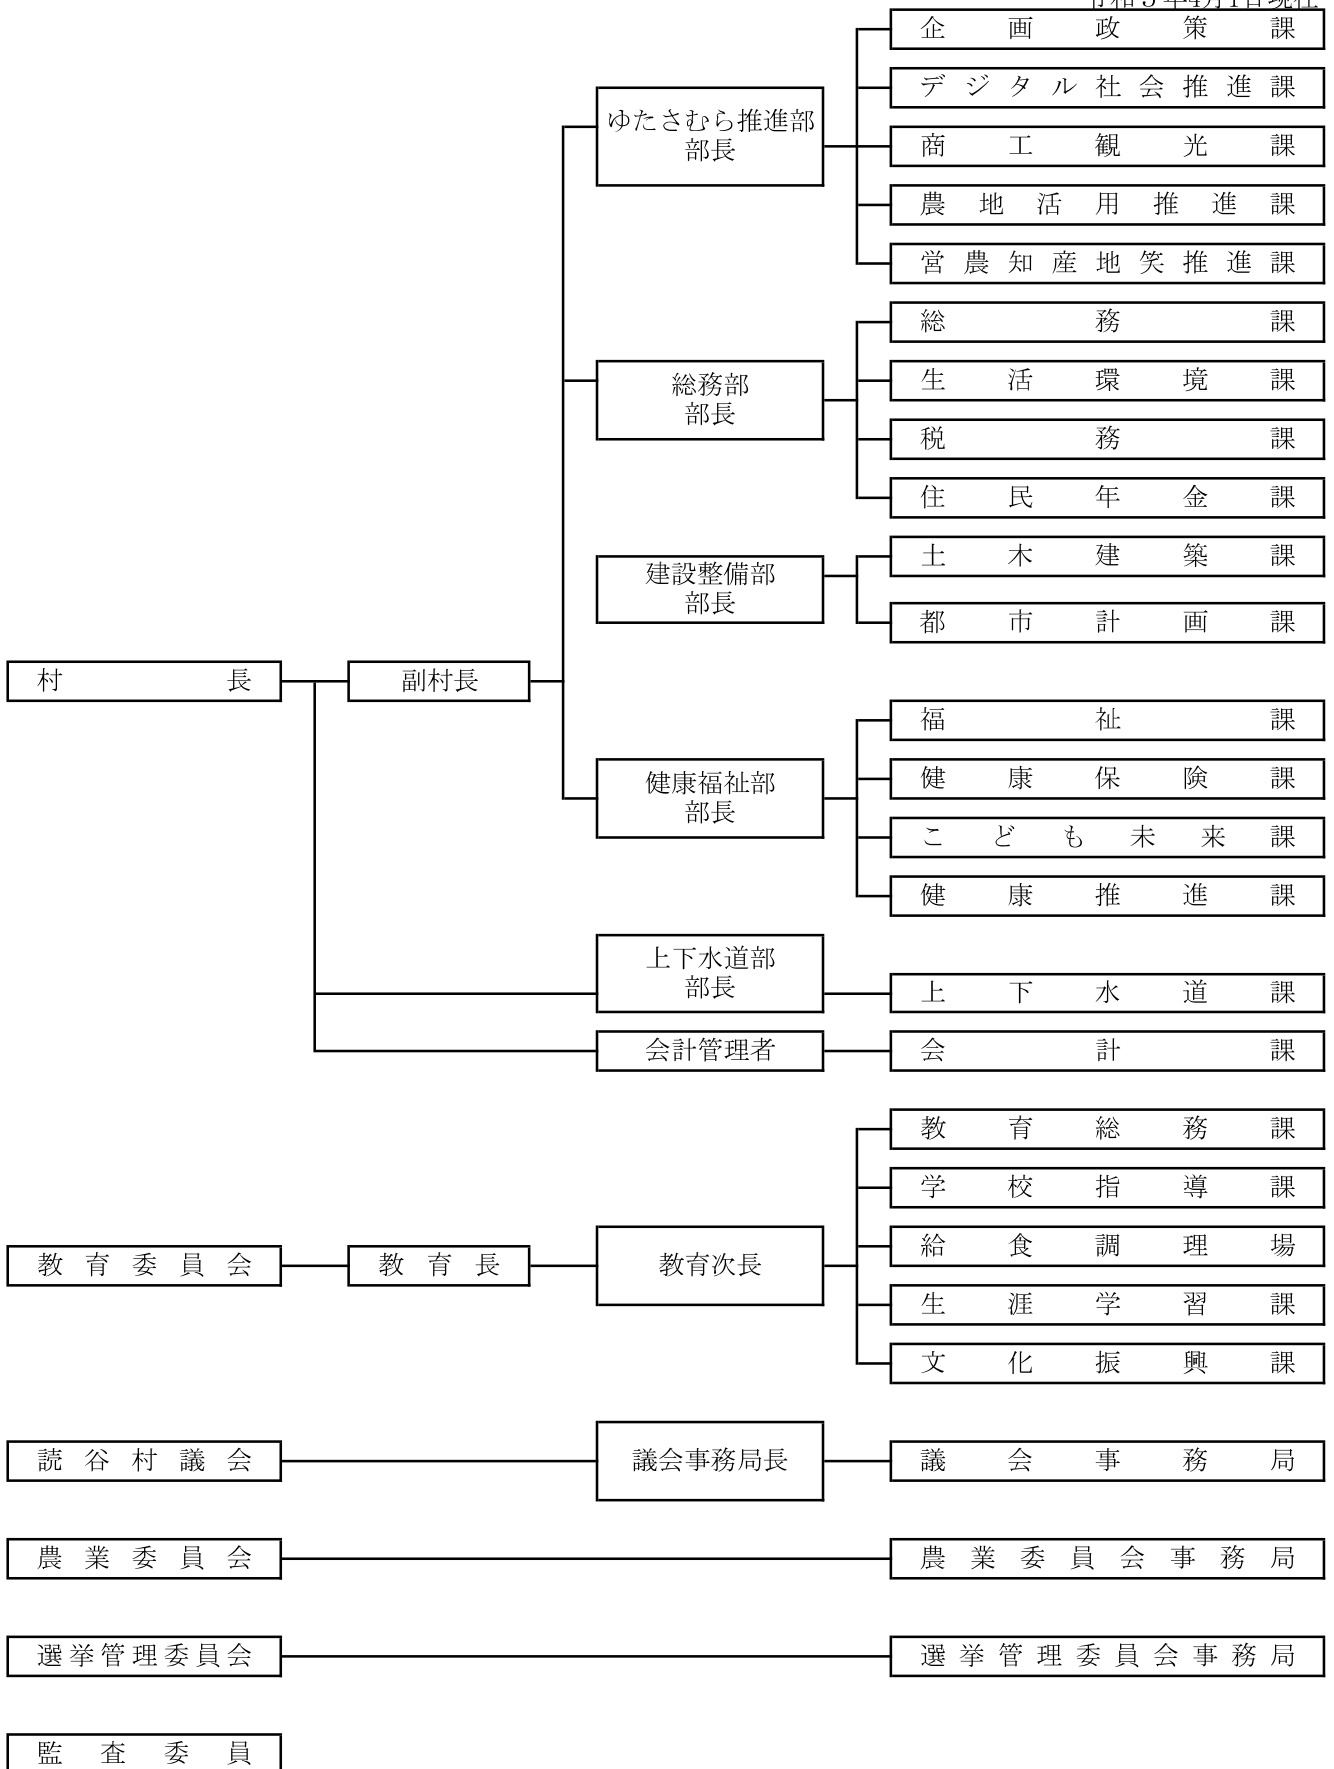 企画政策課
デジタル社会推進課
ゆたさむら推進部
部長
商工観光課
農地活用推進課
営農知産地笑推進課
総務課
総務部
部長
生活環境課
税務課
住民年金課
建設整備部
部長
土木建築課
都市計画課
村長
副村長
福祉課
健康福祉部
部長
健康保険課
こども未来課
健康推進課
上下水道部
部長
上下水道課
会計管理者
会計課
教育総務課
学校指導課
教育委員会
教育長
教育次長
給食調理場
生涯学習課
文化振興課
読谷村議会
議会事務局長
議会事務局
農業委員会
農業委員会事務局
選挙管理委員会
選挙管理委員会事務局
監査委員